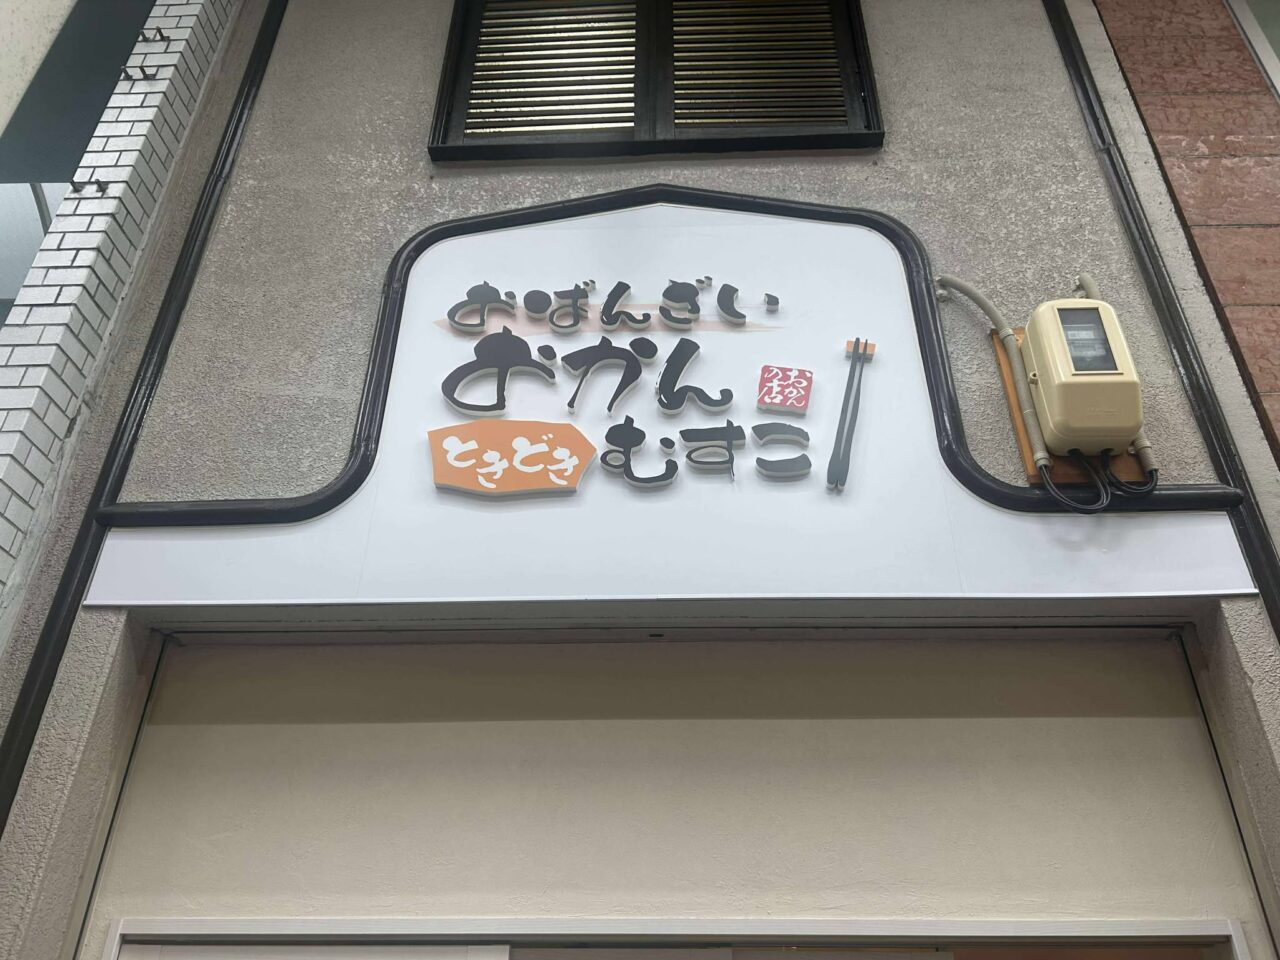 おばんざい
おかん
おかん
の店
ときどき
むすこ